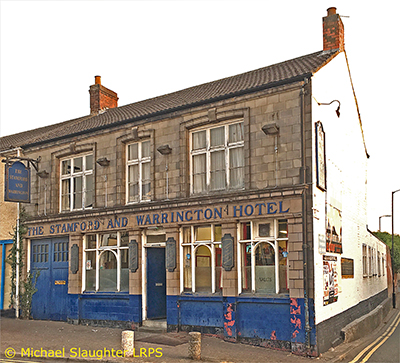 THE STAMFORD AND WARRINGTON HOTEL
©Michael Slaughter LRPS